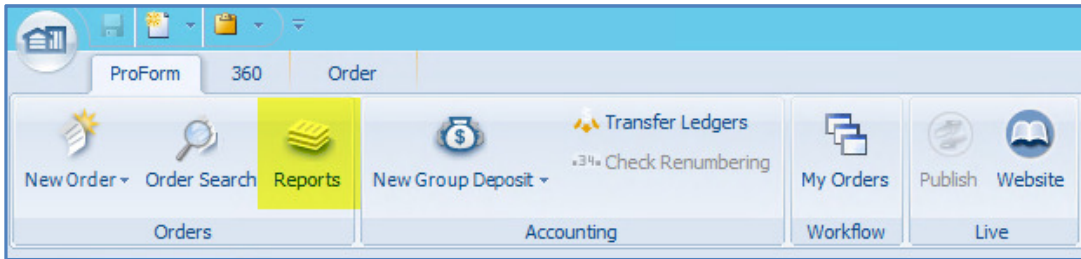 ProForm 360 Order
New Order Order Search Reports New Group Deposit Transfer Ledgers
.34. Check Renumbering
My Orders Publish Website
Orders Accounting Workflow Live